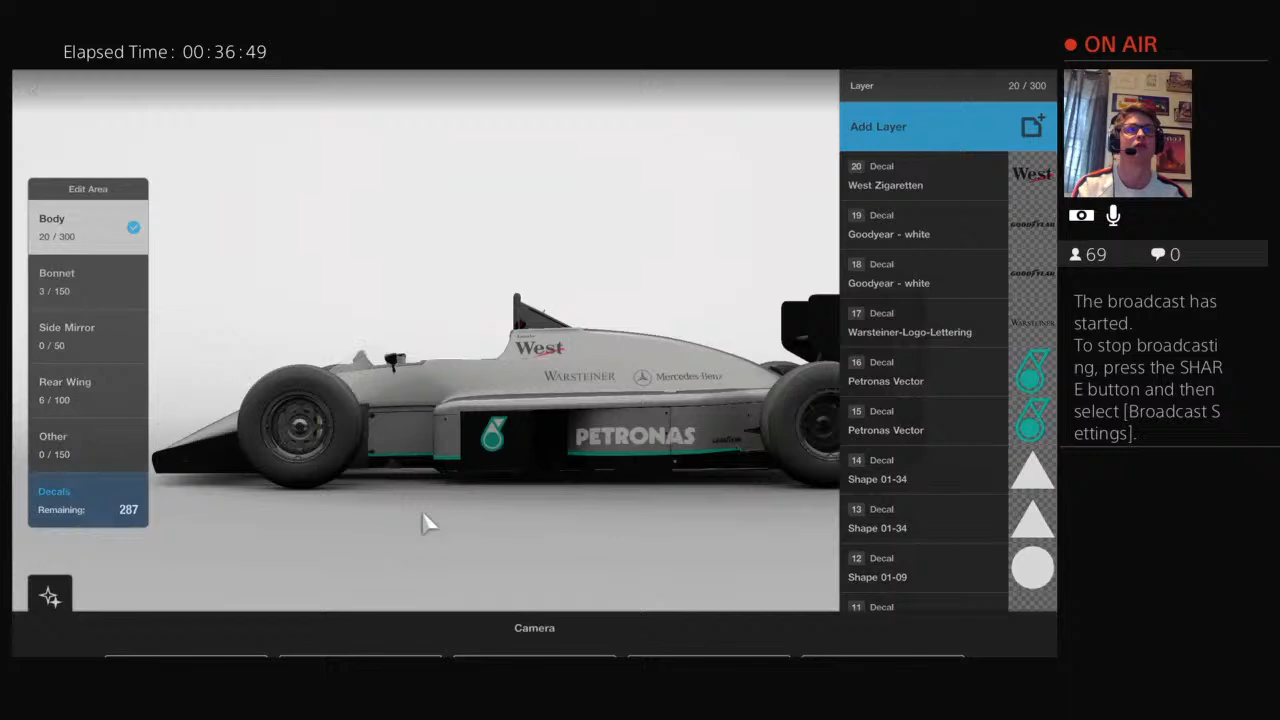 Elapsed Time: 00:36:49
ON AIR
Layer 20 / 300
Add Layer
20 Decal
West Zigaretten
West
19 Decal
Goodyear - white
GOODYEAR
18 Decal
Goodyear - white
GOODYEAR
17 Decal
Warsteiner-Logo-Lettering
WARSTEINER
16 Decal
Petronas Vector
15 Decal
Petronas Vector
14 Decal
Shape 01-34
13 Decal
Shape 01-34
12 Decal
Shape 01-09
11 Decal
Edit Area
Body
20 / 300
Bonnet
3 / 150
Side Mirror
0 / 50
Rear Wing
6 / 100
Other
0 / 150
Decals
Remaining: 287
West
WARSTEINER
Mercedes-Benz
PETRONAS
Camera
69
0
The broadcast has
started.
To stop broadcasti
ng, press the SHAR
E button and then
select [Broadcast S
ettings].